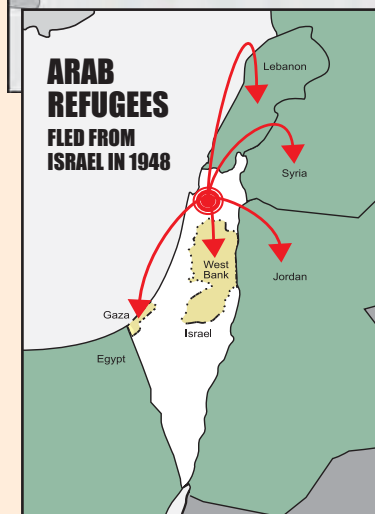 ARAB
REFUGEES
FLED FROM
ISRAEL IN 1948
Lebanon
Syria
West
Bank
Jordan
Gaza
Israel
Egypt